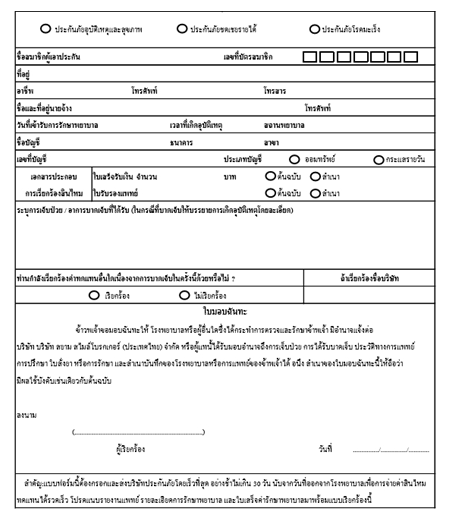 ประกันภัยอุบัติเหตุและสุขภาพ ประกันภัยชดเชยรายได้ ประกันภัยโรคมะเร็ง
ชื่อสมาชิกผู้เอาประกัน เลขที่บัตรสมาชิก
ที่อยู่
อาชีพ โทรศัพท์ โทรสาร
ชื่อและที่อยู่นายจ้าง โทรศัพท์
วันที่เข้ารับการรักษาพยาบาล เวลาที่เกิดอุบัติเหตุ สถานพยาบาล
ชื่อบัญชี ธนาคาร สาขา
เลขที่บัญชี ประเภทบัญชี ออมทรัพย์ กระแสรายวัน
เอกสารประกอบ ใบเสร็จรับเงิน จำนวน บาท ต้นฉบับ สำเนา
การเรียกร้องสินไหม ใบรับรองแพทย์ ต้นฉบับ สำเนา
ระบุการเจ็บป่วย / อาการบาดเจ็บที่ได้รับ (ในกรณีที่บาดเจ็บให้บรรยายการเกิดอุบัติเหตุโดยละเอียด)
ท่านกำลังเรียกร้องค่าทดแทนอื่นใดเนื่องจากการบาดเจ็บในครั้งนี้ด้วยหรือไม่ ? ถ้าเรียกร้องชื่อบริษัท
เรียกร้อง ไม่เรียกร้อง
ใบมอบฉันทะ
ข้าวพเจ้าขอมอบฉันทะให้ โรงพยาบาลหรือผู้อื่นใดซึ่งได้กระทำการตรวจและรักษาข้าพเจ้า มีอำนาจแจ้งต่อ
บริษัท บริษัท สยาม สไมล์โบรกเกอร์ (ประเทศไทย) จำกัด หรือผู้แทนที่ได้รับมอบอำนาจถึงการเจ็บป่วย การได้รับบาดเจ็บ ประวัติทางการแพทย์
การปรึกษา ใบสั่งยา หรือการรักษา และสำเนาบันทึกของโรงพยาบาลหรือการแพทย์ของข้าพเจ้าได้ อนึ่ง สำเนาของใบมอบฉันทะนี้ให้ถือว่า
มีผลใช้บังคับเช่นเดียวกับต้นฉบับ
ลงนาม
(..................................................)
ผู้เรียกร้อง วันที่ ........../........../..........
สำคัญ:แบบฟอร์มนี้ต้องกรอกและส่งบริษัทประกันภัยโดยเร็วที่สุด อย่างช้าไม่เกิน 30 วัน นับจากวันที่ออกจากโรงพยาบาลเพื่อการจ่ายค่าสินไหม
ทดแทนได้รวดเร็ว โปรดแนบรายงานแพทย์ รายละเอียดการรักษาพยาบาล และใบเสร็จค่ารักษาพยาบาลมาพร้อมแบบเรียกร้องนี้